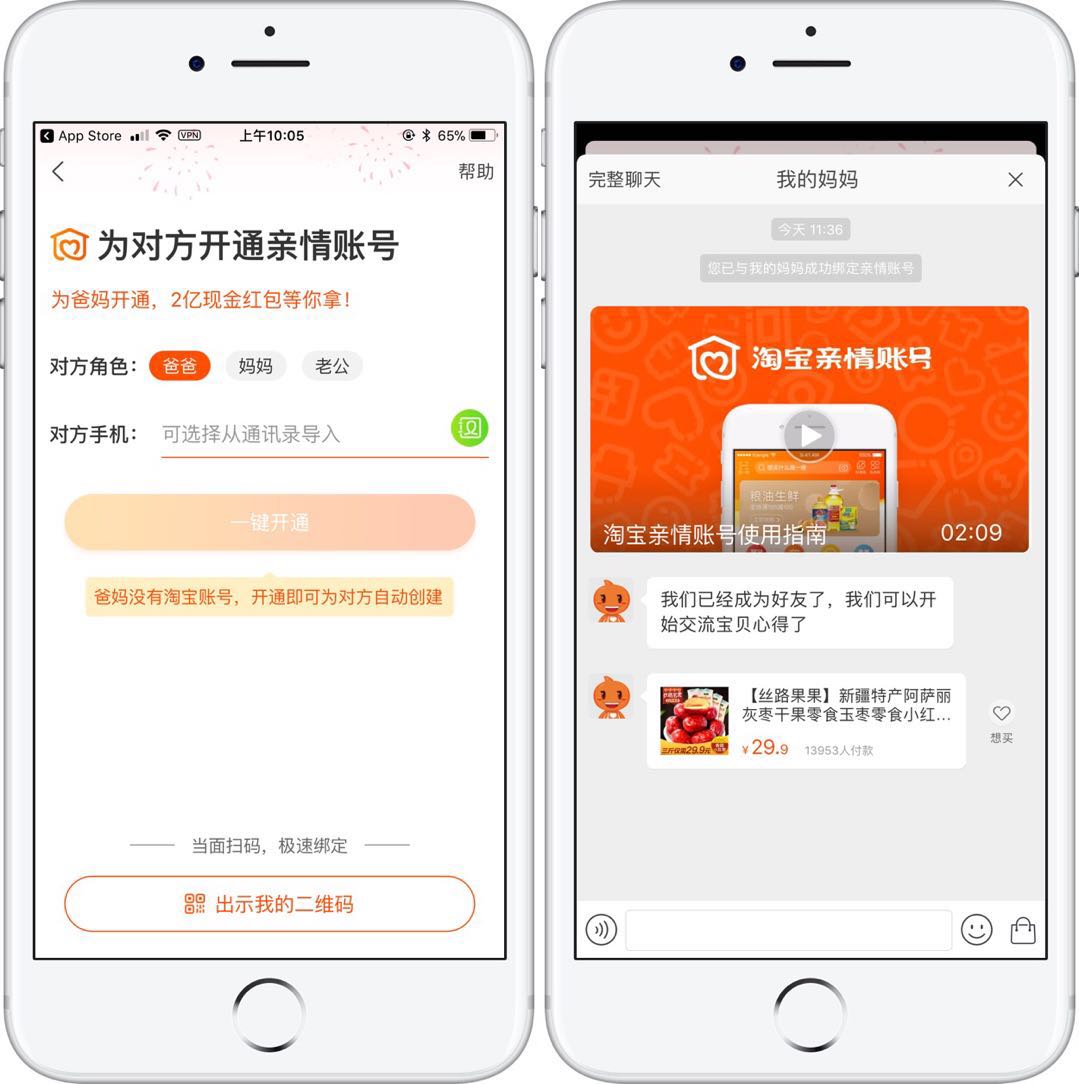 App Store
VPN
上午10:05
65%
帮助
为对方开通亲情账号
为爸妈开通，2亿现金红包等你拿！
对方角色：
爸爸
妈妈
老公
对方手机：
可选择从通讯录导入
一键开通
爸妈没有淘宝账号，开通即可为对方自动创建
当面扫码，极速绑定
出示我的二维码
完整聊天
我的妈妈
今天 11:36
您已与我的妈妈成功绑定亲情账号
淘宝亲情账号
粮油生鲜
淘宝亲情账号使用指南
02:09
我们已经成为好友了，我们可以开
始交流宝贝心得了
【丝路果果】新疆特产阿萨丽
灰枣干果零食玉枣零食小红...
三斤仅需29.9元
¥29.9
13953人付款
想买